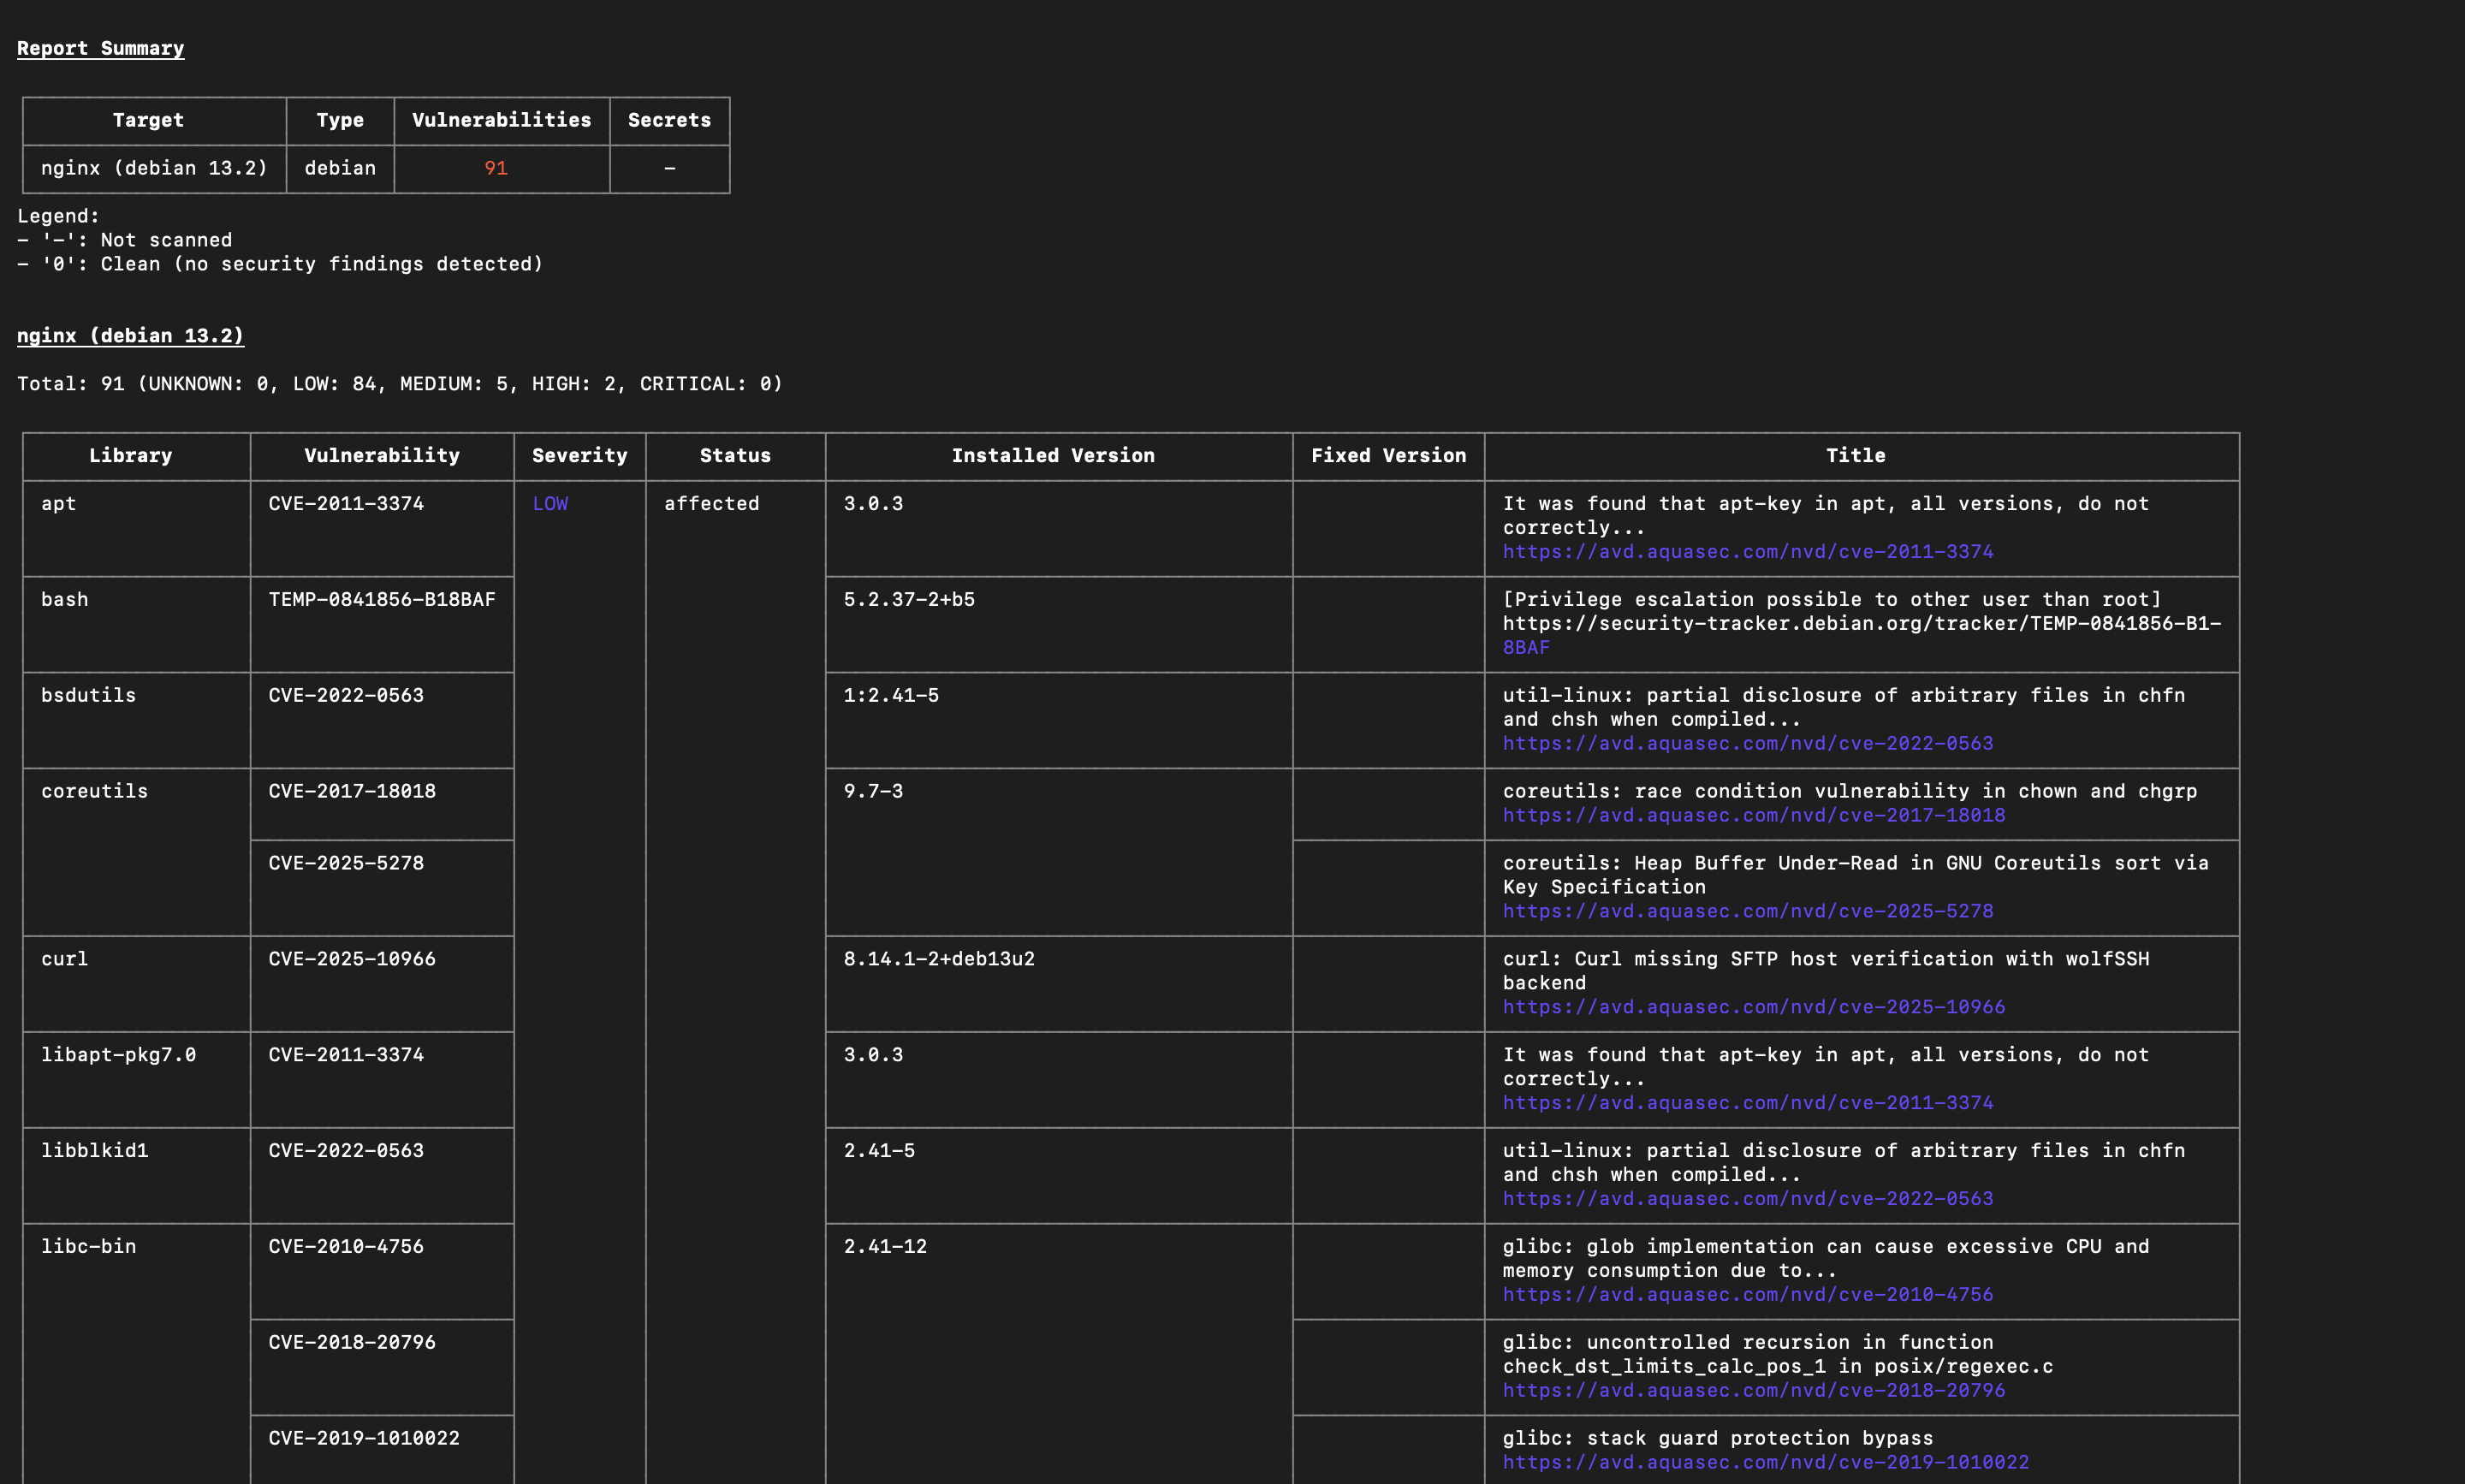 Report Summary
Target Type Vulnerabilities Secrets
nginx (debian 13.2) debian 91 -
Legend:
- '-': Not scanned
- '0': Clean (no security findings detected)
nginx (debian 13.2)
Total: 91 (UNKNOWN: 0, LOW: 84, MEDIUM: 5, HIGH: 2, CRITICAL: 0)
Library Vulnerability Severity Status Installed Version Fixed Version Title
apt CVE-2011-3374 LOW affected 3.0.3 It was found that apt-key in apt, all versions, do not
correctly...
https://avd.aquasec.com/nvd/cve-2011-3374
bash TEMP-0841856-B18BAF 5.2.37-2+b5 [Privilege escalation possible to other user than root]
https://security-tracker.debian.org/tracker/TEMP-0841856-B1-
8BAF
bsdutils CVE-2022-0563 1:2.41-5 util-linux: partial disclosure of arbitrary files in chfn
and chsh when compiled...
https://avd.aquasec.com/nvd/cve-2022-0563
coreutils CVE-2017-18018 9.7-3 coreutils: race condition vulnerability in chown and chgrp
https://avd.aquasec.com/nvd/cve-2017-18018
CVE-2025-5278 coreutils: Heap Buffer Under-Read in GNU Coreutils sort via
Key Specification
https://avd.aquasec.com/nvd/cve-2025-5278
curl CVE-2025-10966 8.14.1-2+deb13u2 curl: Curl missing SFTP host verification with wolfSSH
backend
https://avd.aquasec.com/nvd/cve-2025-10966
libapt-pkg7.0 CVE-2011-3374 3.0.3 It was found that apt-key in apt, all versions, do not
correctly...
https://avd.aquasec.com/nvd/cve-2011-3374
libblkid1 CVE-2022-0563 2.41-5 util-linux: partial disclosure of arbitrary files in chfn
and chsh when compiled...
https://avd.aquasec.com/nvd/cve-2022-0563
libc-bin CVE-2010-4756 2.41-12 glibc: glob implementation can cause excessive CPU and
memory consumption due to...
https://avd.aquasec.com/nvd/cve-2010-4756
CVE-2018-20796 glibc: uncontrolled recursion in function
check_dst_limits_calc_pos_1 in posix/regexec.c
https://avd.aquasec.com/nvd/cve-2018-20796
CVE-2019-1010022 glibc: stack guard protection bypass
https://avd.aquasec.com/nvd/cve-2019-1010022